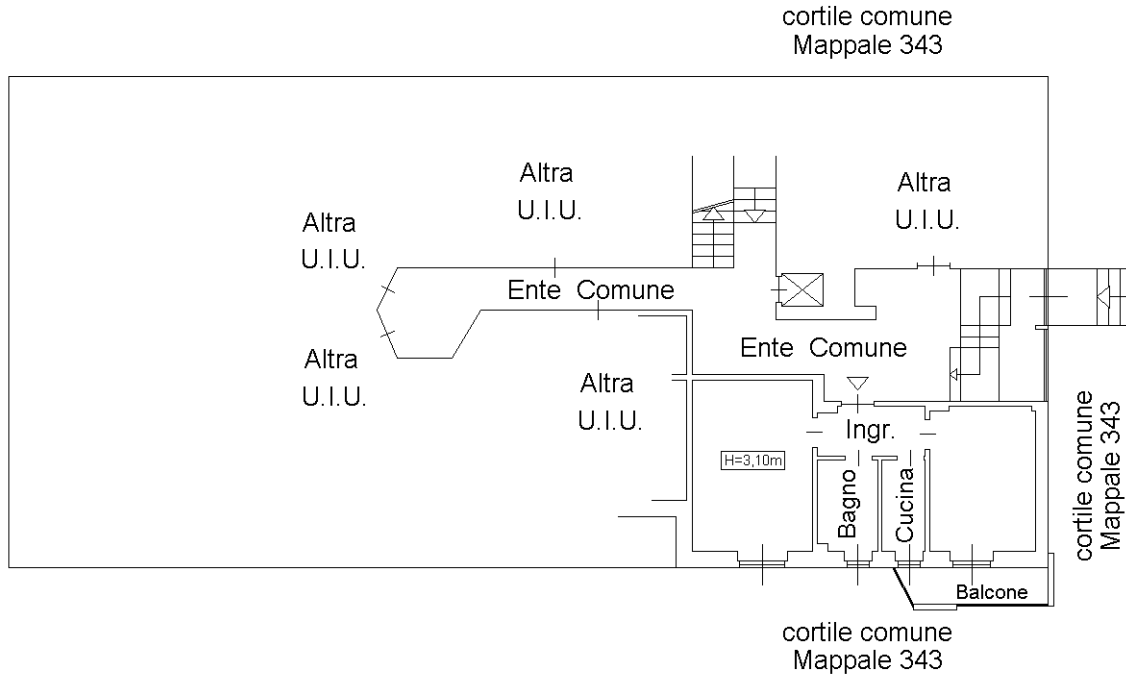 cortile comune
Mappale 343
Altra
U.I.U.
Altra
U.I.U.
Altra
U.I.U.
Ente Comune
Ente Comune
Altra
U.I.U.
Altra
U.I.U.
Ingr.
H=3,10m
Bagno
Cucina
cortile comune
Mappale 343
Balcone
cortile comune
Mappale 343